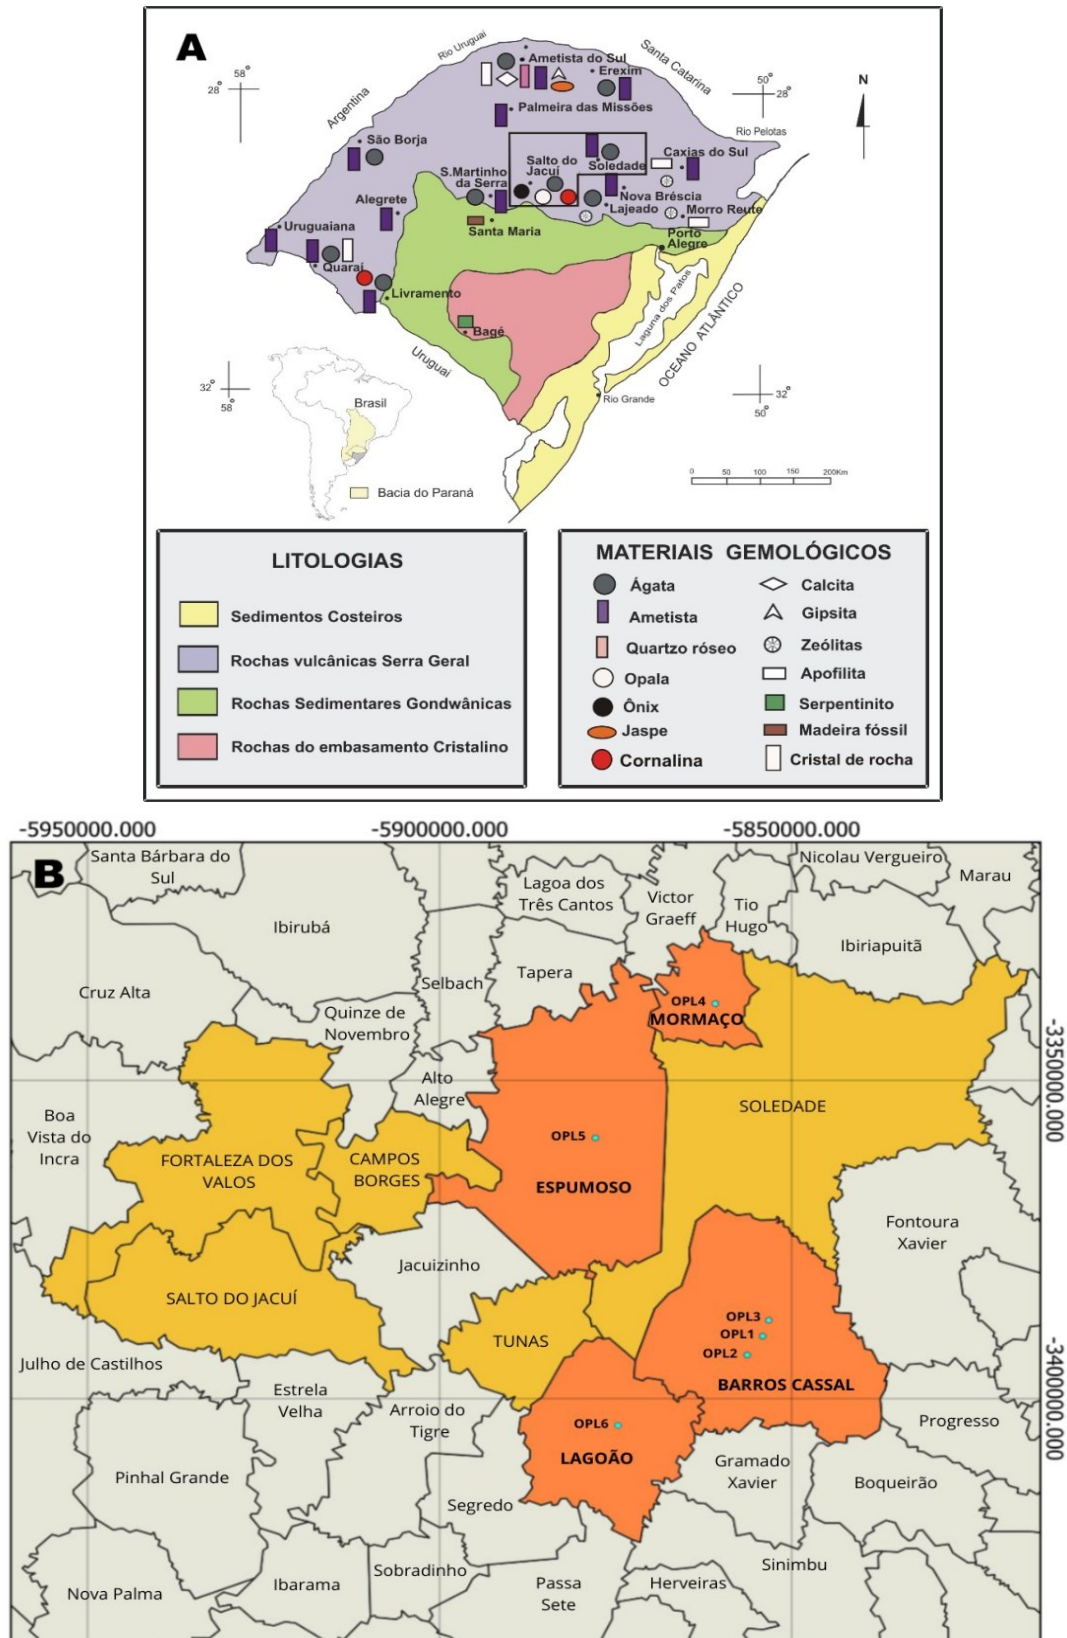 A
Rio Uruguai
Santa Catarina
58°
28°
50°
28°
N
Ametista do Sul
Erexim
Argentina
Palmeira das Missões
Rio Pelotas
São Borja
Salto do
Jacuí
Soledade
Caxias do Sul
S.Martinho
da Serra
Nova Bréscia
Alegrete
Lajeado
Morro Reute
Santa Maria
Uruguaiana
Porto
Alegre
Quaraí
Livramento
Laguna dos Patos
OCEANO ATLÂNTICO
Bagé
Uruguai
32°
58°
32°
50°
Rio Grande
Brasil
Bacia do Paraná
0 50 100 150 200Km
LITOLOGIAS
Sedimentos Costeiros
Rochas vulcânicas Serra Geral
Rochas Sedimentares Gondwânicas
Rochas do embasamento Cristalino
MATERIAIS GEMOLÓGICOS
Ágata
Ametista
Quartzo róseo
Opala
Ônix
Jaspe
Cornalina
Calcita
Gipsita
Zeólitas
Apofilita
Serpentinito
Madeira fóssil
Cristal de rocha
-5950000.000 -5900000.000 -5850000.000
B
Santa Bárbara do
Sul
Ibirubá
Lagoa dos
Três Cantos
Victor
Graeff
Tio
Hugo
Nicolau Vergueiro
Marau
Ibiriapuitã
Cruz Alta
Selbach
Tapera
Quinze de
Novembro
OPL4
MORMAÇO
-3350000.000
Alto
Alegre
Boa
Vista do
Incra
SOLEDADE
OPL5
FORTALEZA DOS
VALOS
CAMPOS
BORGES
ESPUMOSO
Fontoura
Xavier
Jacuizinho
SALTO DO JACUÍ
OPL3
OPL1
OPL2
TUNAS
Julho de Castilhos
BARROS CASSAL
-3400000.000
Estrela
Velha
Arroio do
Tigre
Progresso
OPL6
LAGOÃO
Gramado
Xavier
Pinhal Grande
Boqueirão
Segredo
Sinimbu
Sobradinho
Nova Palma
Ibarama
Passa
Sete
Herveiras